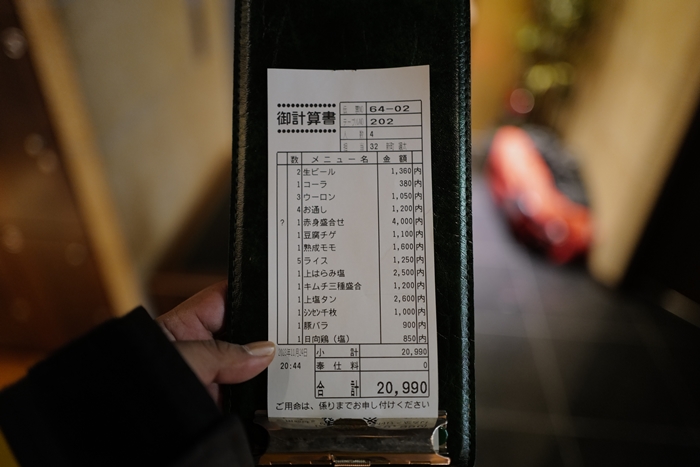 御計算書
64-02
202
4
32
数 メニュー名 金額
2 生ビール 1,360 内
1 コーラ 380 内
3 ウーロン 1,050 内
4 お通し 1,200 内
? 1 赤身盛合せ 4,000 内
1 豆腐チゲ 1,100 内
1 熟成モモ 1,600 内
5 ライス 1,250 内
1 上はらみ塩 2,500 内
1 キムチ三種盛合 1,200 内
1 上塩タン 2,600 内
1 千枚 1,000 内
1 豚バラ 900 内
1 日向鶏(塩) 850 内
小計 20,990
20:44 奉仕料 0
合計 20,990
ご用命は、係りまでお申し付けください